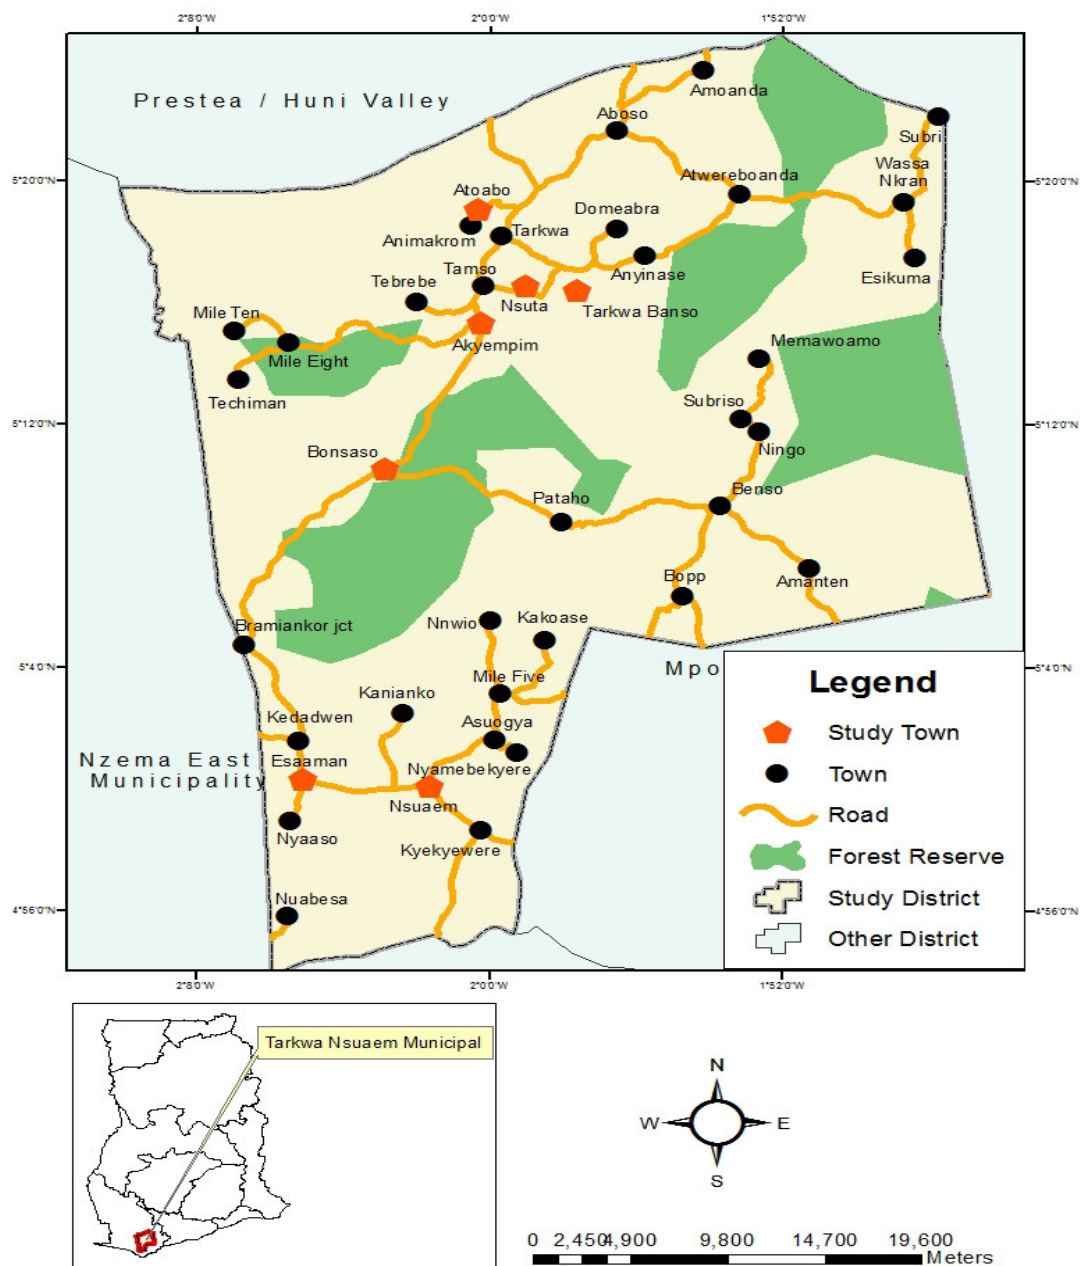 2°8'0"W 2°0'0"W 1°52'0"W
Prestea / Huni Valley
Amoanda
Aboso
Subri
5°20'0"N
5°20'0"N
Wassa
Nkran
Atwereboanda
Atoabo
Domeabra
Animakrom
Tarkwa
Tamso
Anyinase
Esikuma
Tebrebe
Nsuta
Tarkwa Banso
Mile Ten
Akyempim
Memawoamo
Mile Eight
Techiman
Subriso
5°12'0"N
5°12'0"N
Bonsaso
Ningo
Benso
Pataho
Bopp
Amanten
Nnwio
Kakoase
Bramiankor jct
5°4'0"N
Mpo
5°4'0"N
Mile Five
Kanianko
Kedadwen
Asuogya
Nzema East
Municipality
Esaaman
Nyamebekyere
Nsuaem
Nyaaso
Kyekyewere
Nuabesa
4°56'0"N
4°56'0"N
Legend
Study Town
Town
Road
Forest Reserve
Study District
Other District
2°8'0"W 2°0'0"W 1°52'0"W
Tarkwa Nsuaem Municipal
N
W E
S
0 2,450 4,900 9,800 14,700 19,600
Meters